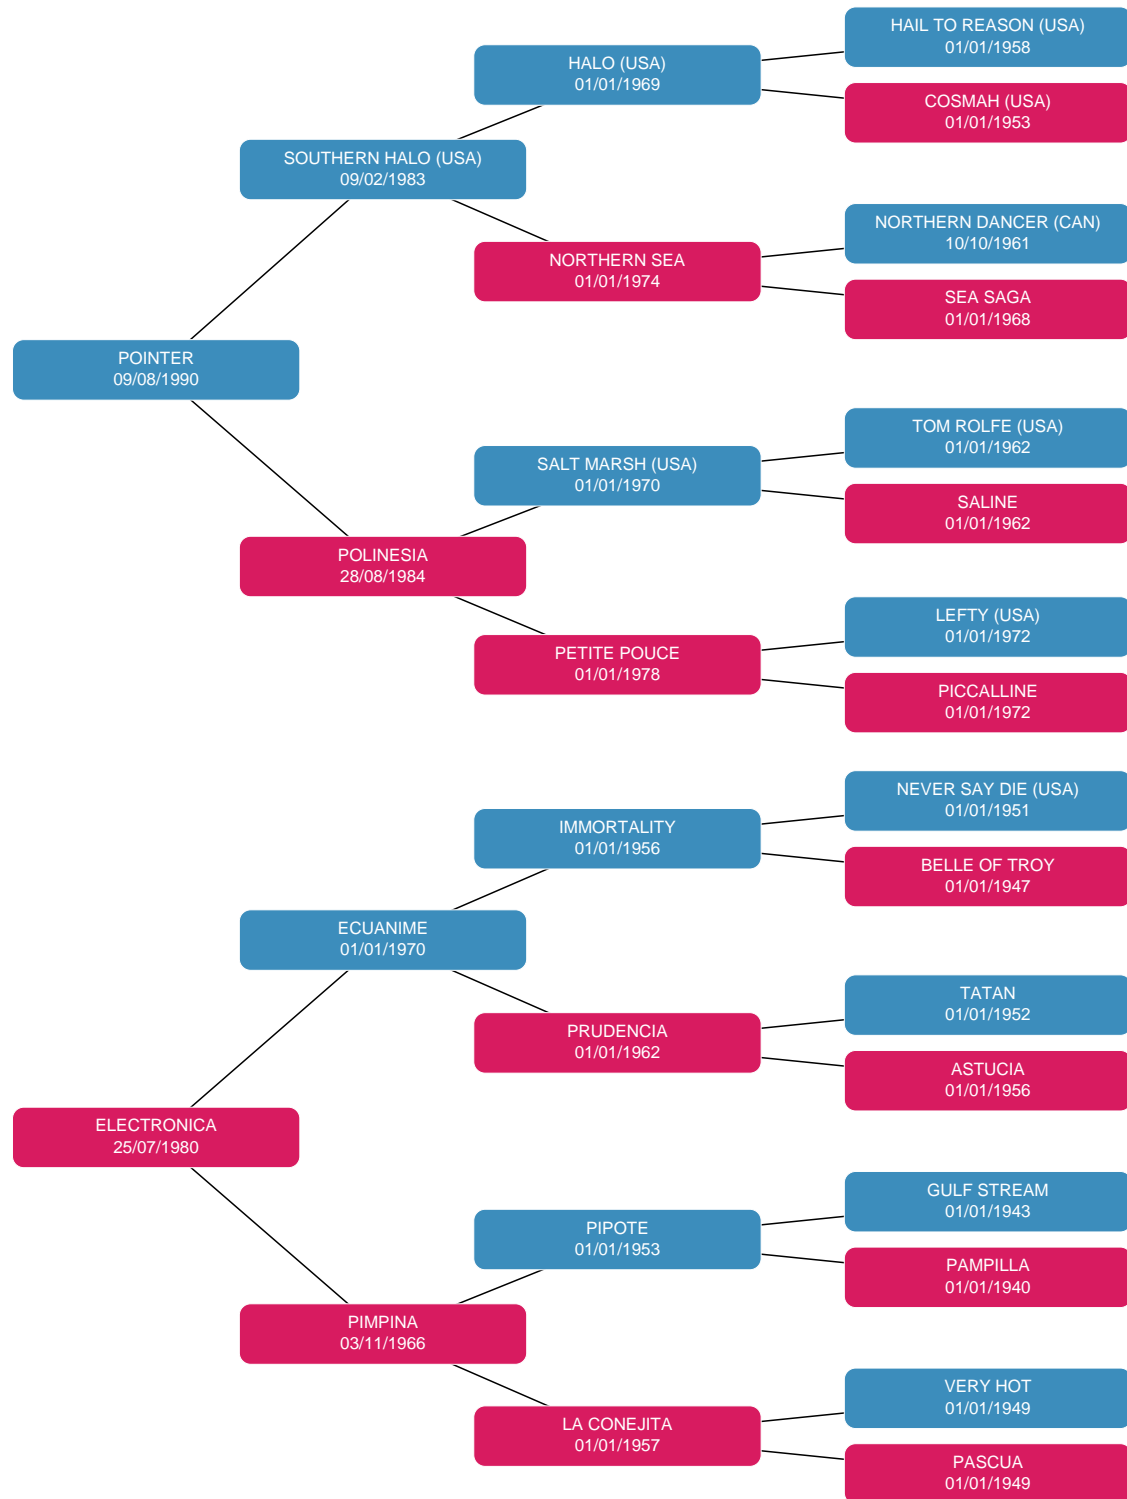 HAIL TO REASON (USA)
01/01/1958
HALO (USA)
01/01/1969
COSMAH (USA)
01/01/1953
SOUTHERN HALO (USA)
09/02/1983
NORTHERN DANCER (CAN)
10/10/1961
NORTHERN SEA
01/01/1974
SEA SAGA
01/01/1968
POINTER
09/08/1990
TOM ROLFE (USA)
01/01/1962
SALT MARSH (USA)
01/01/1970
SALINE
01/01/1962
POLINESIA
28/08/1984
LEFTY (USA)
01/01/1972
PETITE POUCE
01/01/1978
PICCALLINE
01/01/1972
NEVER SAY DIE (USA)
01/01/1951
IMMORTALITY
01/01/1956
BELLE OF TROY
01/01/1947
ECUANIME
01/01/1970
TATAN
01/01/1952
PRUDENCIA
01/01/1962
ASTUCIA
01/01/1956
ELECTRONICA
25/07/1980
GULF STREAM
01/01/1943
PIPOTE
01/01/1953
PAMPILLA
01/01/1940
PIMPINA
03/11/1966
VERY HOT
01/01/1949
LA CONEJITA
01/01/1957
PASCUA
01/01/1949